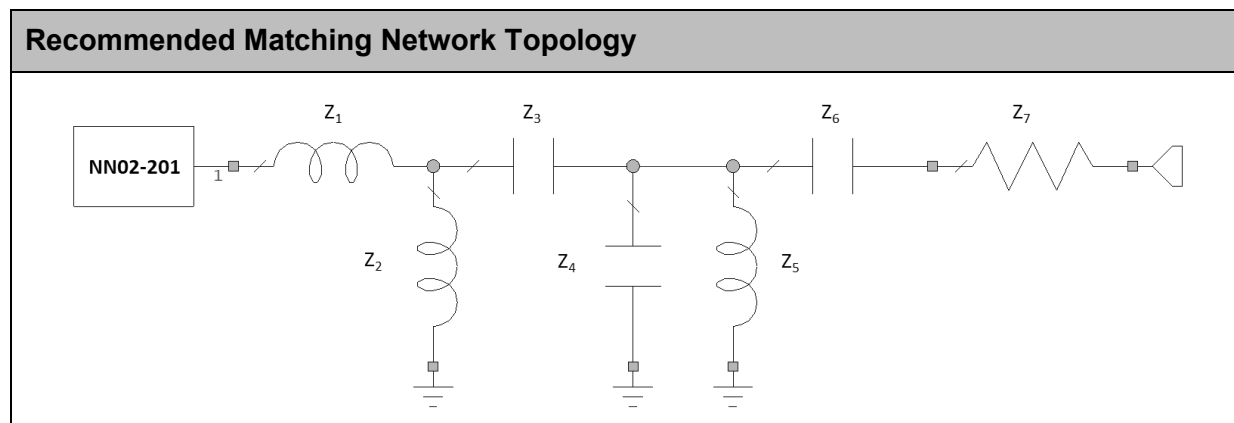 Recommended Matching Network Topology
Z₁
Z₃
Z₆
Z₇
NN02-201
1
Z₂
Z₄
Z₅